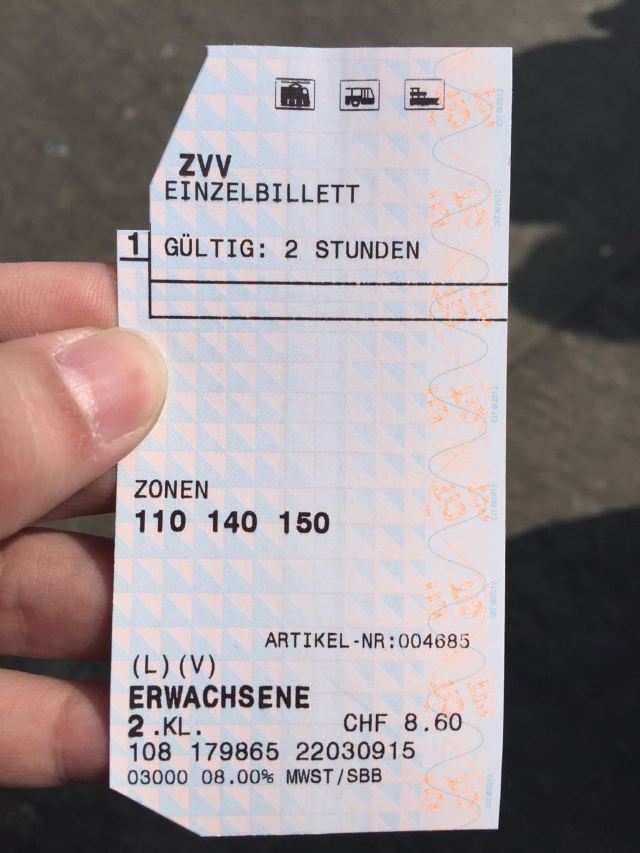 ZVV
EINZELBILLETT
1 GÜLTIG: 2 STUNDEN
ZONEN
110 140 150
ARTIKEL-NR:004685
(L)(V)
ERWACHSENE
2.KL. CHF 8.60
108 179865 22030915
03000 08.00% MWST/SBB